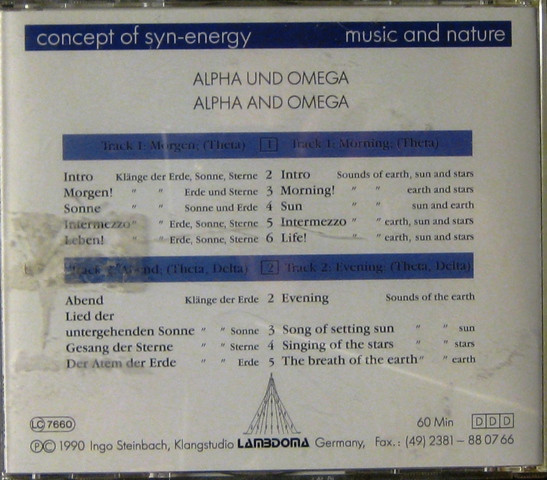 concept of syn-energy music and nature
ALPHA UND OMEGA
ALPHA AND OMEGA
Track 1: Morgen; (Theta) 1 Track 1: Morning; (Theta)
Intro Klänge der Erde, Sonne, Sterne 2 Intro Sounds of earth, sun and stars
Morgen! " " Erde und Sterne 3 Morning! " " earth and stars
Sonne " " Sonne und Erde 4 Sun " " sun and earth
Intermezzo " " Erde, Sonne, Sterne 5 Intermezzo " " earth, sun and stars
Leben! " " Erde, Sonne, Sterne 6 Life! " " earth, sun and stars
Track 2: Abend; (Theta, Delta) 2 Track 2: Evening; (Theta, Delta)
Abend Klänge der Erde 2 Evening Sounds of the earth
Lied der
untergehenden Sonne " " Sonne 3 Song of setting sun " " sun
Gesang der Sterne " " Sterne 4 Singing of the stars " " stars
Der Atem der Erde " " Erde 5 The breath of the earth " " earth
LC 7660 60 Min DDD
℗© 1990 Ingo Steinbach, Klangstudio LAMBDOMA Germany, Fax.: (49) 2381 - 88 07 66